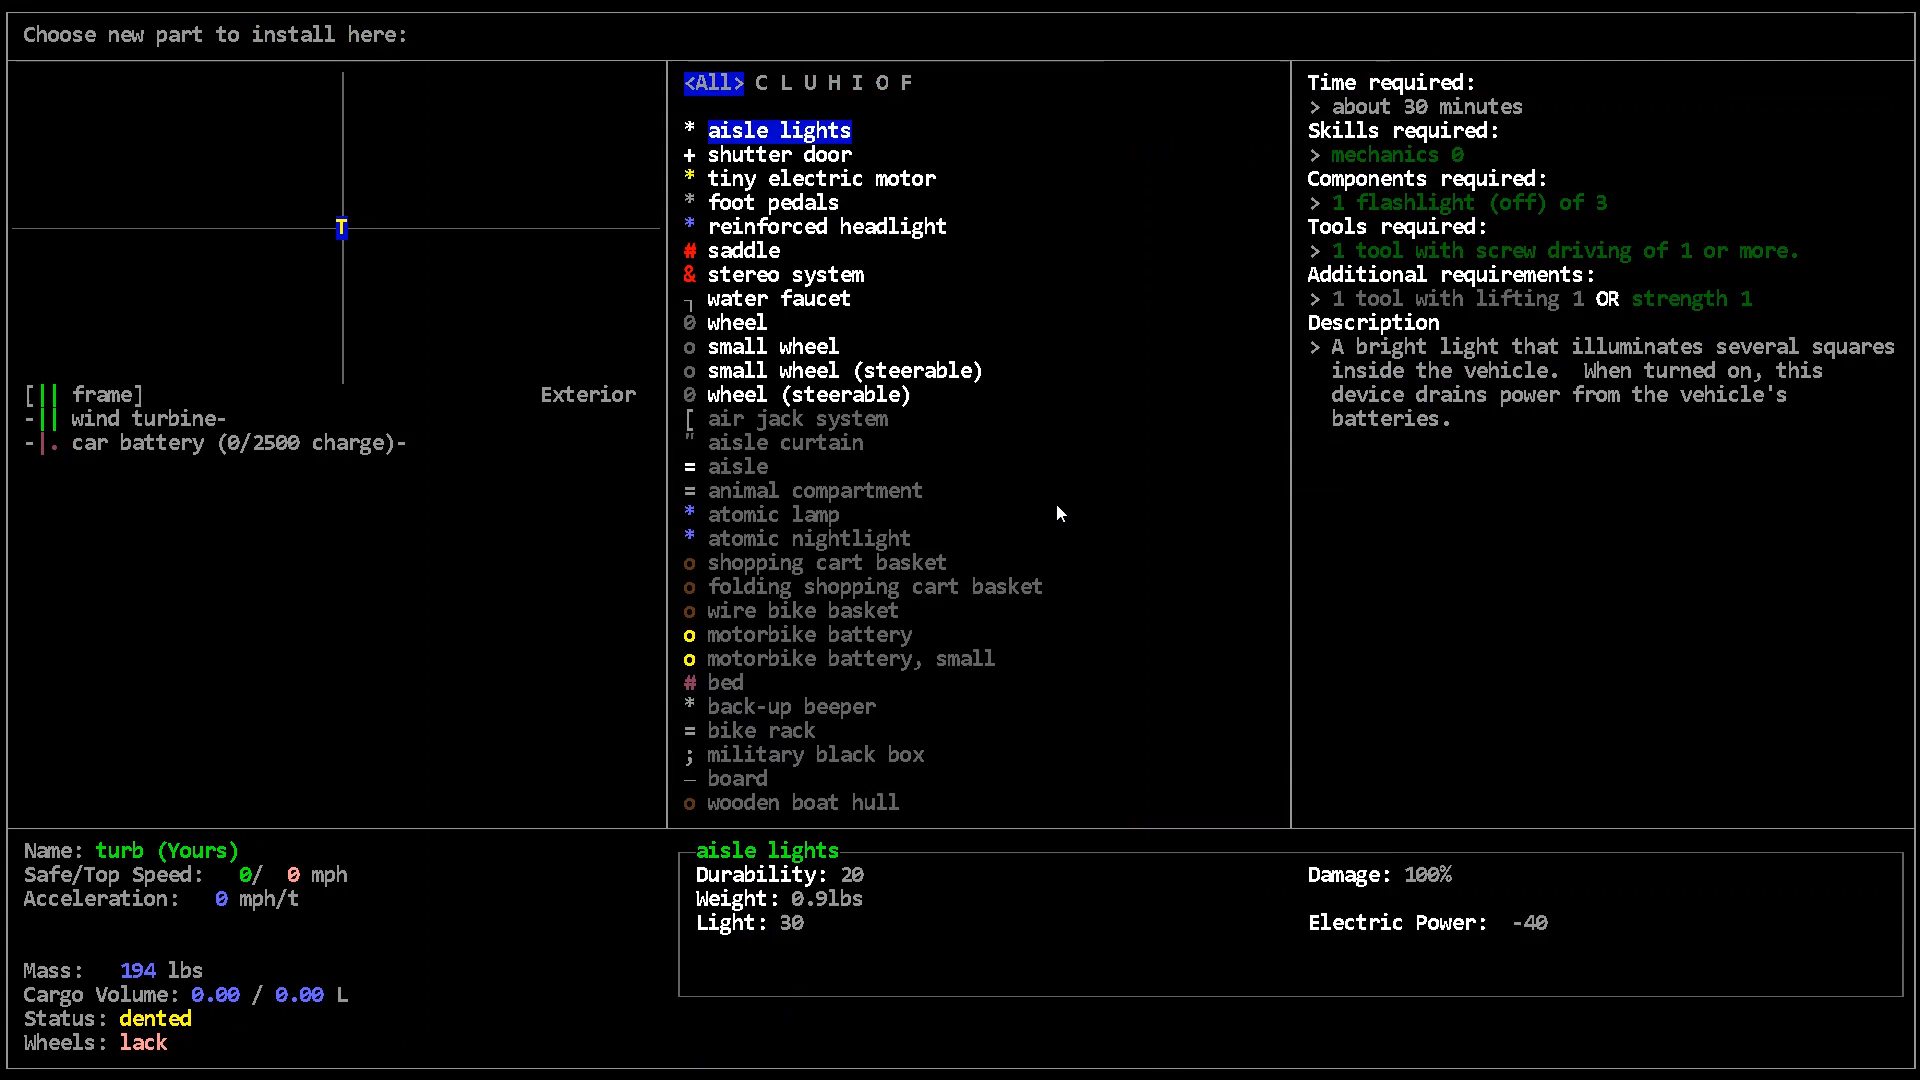 Choose new part to install here:
T
[|| frame] Exterior
-|| wind turbine-
-|. car battery (0/2500 charge)-
<All> C L U H I O F
* aisle lights
+ shutter door
* tiny electric motor
* foot pedals
* reinforced headlight
# saddle
& stereo system
┐ water faucet
0 wheel
o small wheel
o small wheel (steerable)
0 wheel (steerable)
[ air jack system
" aisle curtain
= aisle
= animal compartment
* atomic lamp
* atomic nightlight
o shopping cart basket
o folding shopping cart basket
o wire bike basket
o motorbike battery
o motorbike battery, small
# bed
* back-up beeper
= bike rack
; military black box
— board
o wooden boat hull
Time required:
> about 30 minutes
Skills required:
> mechanics 0
Components required:
> 1 flashlight (off) of 3
Tools required:
> 1 tool with screw driving of 1 or more.
Additional requirements:
> 1 tool with lifting 1 OR strength 1
Description
> A bright light that illuminates several squares
inside the vehicle.  When turned on, this
device drains power from the vehicle's
batteries.
Name: turb (Yours)
Safe/Top Speed: 0/ 0 mph
Acceleration: 0 mph/t
Mass: 194 lbs
Cargo Volume: 0.00 / 0.00 L
Status: dented
Wheels: lack
aisle lights
Durability: 20
Weight: 0.9lbs
Light: 30
Damage: 100%
Electric Power: -40